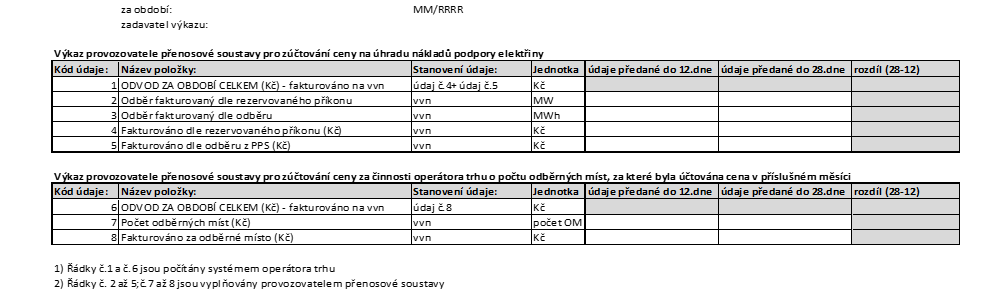 za období: MM/RRRR
zadavatel výkazu:
Výkaz provozovatele přenosové soustavy pro zúčtování ceny na úhradu nákladů podpory elektřiny
Kód údaje: Název položky: Stanovení údaje: Jednotka údaje předané do 12.dne údaje předané do 28.dne rozdíl (28-12)
1 ODVOD ZA OBDOBÍ CELKEM (Kč) - fakturováno na vvn údaj č.4+ údaj č.5 Kč
2 Odběr fakturovaný dle rezervovaného příkonu vvn MW
3 Odběr fakturovaný dle odběru vvn MWh
4 Fakturováno dle rezervovaného příkonu (Kč) vvn Kč
5 Fakturováno dle odběru z PPS (Kč) vvn Kč
Výkaz provozovatele přenosové soustavy pro zúčtování ceny za činnosti operátora trhu o počtu odběrných míst, za které byla účtována cena v příslušném měsíci
Kód údaje: Název položky: Stanovení údaje: Jednotka údaje předané do 12.dne údaje předané do 28.dne rozdíl (28-12)
6 ODVOD ZA OBDOBÍ CELKEM (Kč) - fakturováno na vvn údaj č.8 Kč
7 Počet odběrných míst (Kč) vvn počet OM
8 Fakturováno za odběrné místo (Kč) vvn Kč
1) Řádky č.1 a č.6 jsou počítány systémem operátora trhu
2) Řádky č. 2 až 5;č.7 až 8 jsou vyplňovány provozovatelem přenosové soustavy